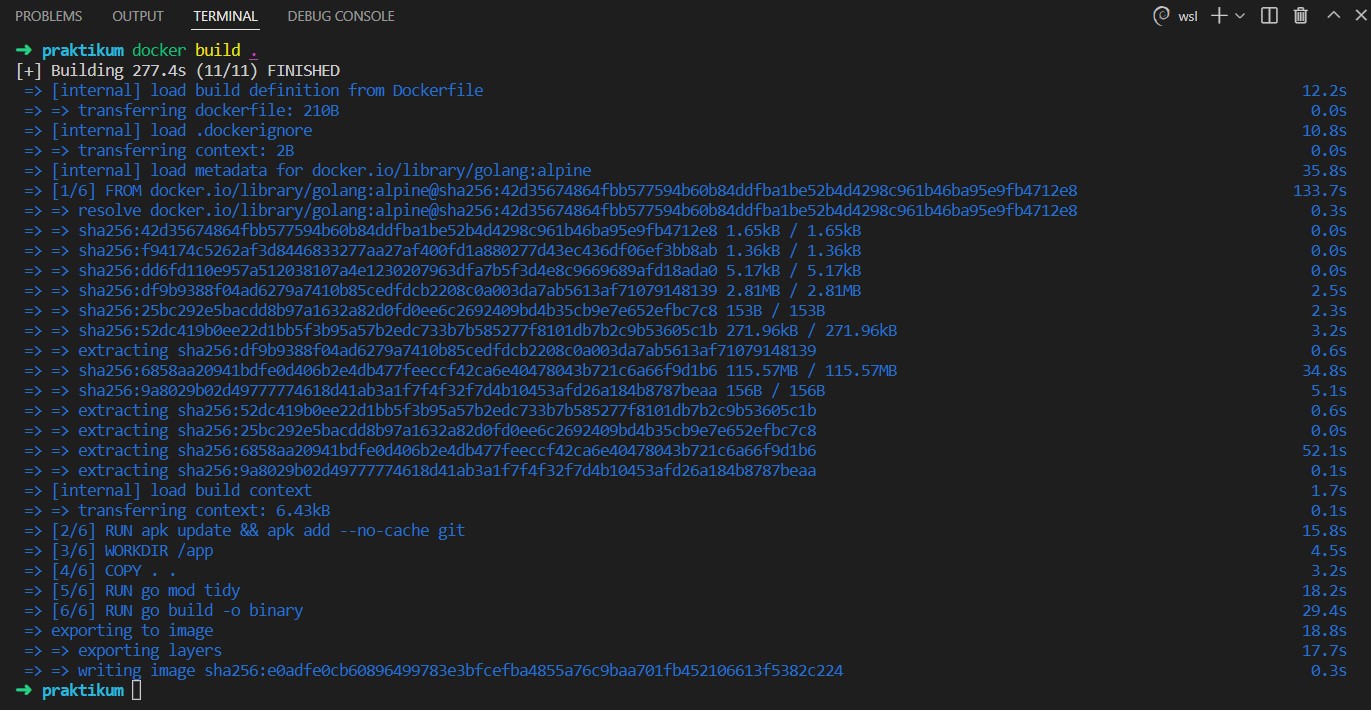 PROBLEMS OUTPUT TERMINAL DEBUG CONSOLE wsl
➜ praktikum docker build .
[+] Building 277.4s (11/11) FINISHED
=> [internal] load build definition from Dockerfile 12.2s
=> => transferring dockerfile: 210B 0.0s
=> [internal] load .dockerignore 10.8s
=> => transferring context: 2B 0.0s
=> [internal] load metadata for docker.io/library/golang:alpine 35.8s
=> [1/6] FROM docker.io/library/golang:alpine@sha256:42d35674864fbb577594b60b84ddfba1be52b4d4298c961b46ba95e9fb4712e8 133.7s
=> => resolve docker.io/library/golang:alpine@sha256:42d35674864fbb577594b60b84ddfba1be52b4d4298c961b46ba95e9fb4712e8 0.3s
=> => sha256:42d35674864fbb577594b60b84ddfba1be52b4d4298c961b46ba95e9fb4712e8 1.65kB / 1.65kB 0.0s
=> => sha256:f94174c5262af3d8446833277aa27af400fd1a880277d43ec436df06ef3bb8ab 1.36kB / 1.36kB 0.0s
=> => sha256:dd6fd110e957a512038107a4e1230207963dfa7b5f3d4e8c9669689afd18ada0 5.17kB / 5.17kB 0.0s
=> => sha256:df9b9388f04ad6279a7410b85cedfdcb2208c0a003da7ab5613af71079148139 2.81MB / 2.81MB 2.5s
=> => sha256:25bc292e5bacdd8b97a1632a82d0fd0ee6c2692409bd4b35cb9e7e652efbc7c8 153B / 153B 2.3s
=> => sha256:52dc419b0ee22d1bb5f3b95a57b2edc733b7b585277f8101db7b2c9b53605c1b 271.96kB / 271.96kB 3.2s
=> => extracting sha256:df9b9388f04ad6279a7410b85cedfdcb2208c0a003da7ab5613af71079148139 0.6s
=> => sha256:6858aa20941bdfe0d406b2e4db477feeccf42ca6e40478043b721c6a66f9d1b6 115.57MB / 115.57MB 34.8s
=> => sha256:9a8029b02d49777774618d41ab3a1f7f4f32f7d4b10453afd26a184b8787beaa 156B / 156B 5.1s
=> => extracting sha256:52dc419b0ee22d1bb5f3b95a57b2edc733b7b585277f8101db7b2c9b53605c1b 0.6s
=> => extracting sha256:25bc292e5bacdd8b97a1632a82d0fd0ee6c2692409bd4b35cb9e7e652efbc7c8 0.0s
=> => extracting sha256:6858aa20941bdfe0d406b2e4db477feeccf42ca6e40478043b721c6a66f9d1b6 52.1s
=> => extracting sha256:9a8029b02d49777774618d41ab3a1f7f4f32f7d4b10453afd26a184b8787beaa 0.1s
=> [internal] load build context 1.7s
=> => transferring context: 6.43kB 0.1s
=> [2/6] RUN apk update && apk add --no-cache git 15.8s
=> [3/6] WORKDIR /app 4.5s
=> [4/6] COPY . . 3.2s
=> [5/6] RUN go mod tidy 18.2s
=> [6/6] RUN go build -o binary 29.4s
=> exporting to image 18.8s
=> => exporting layers 17.7s
=> => writing image sha256:e0adfe0cb60896499783e3bfcefba4855a76c9baa701fb452106613f5382c224 0.3s
➜ praktikum